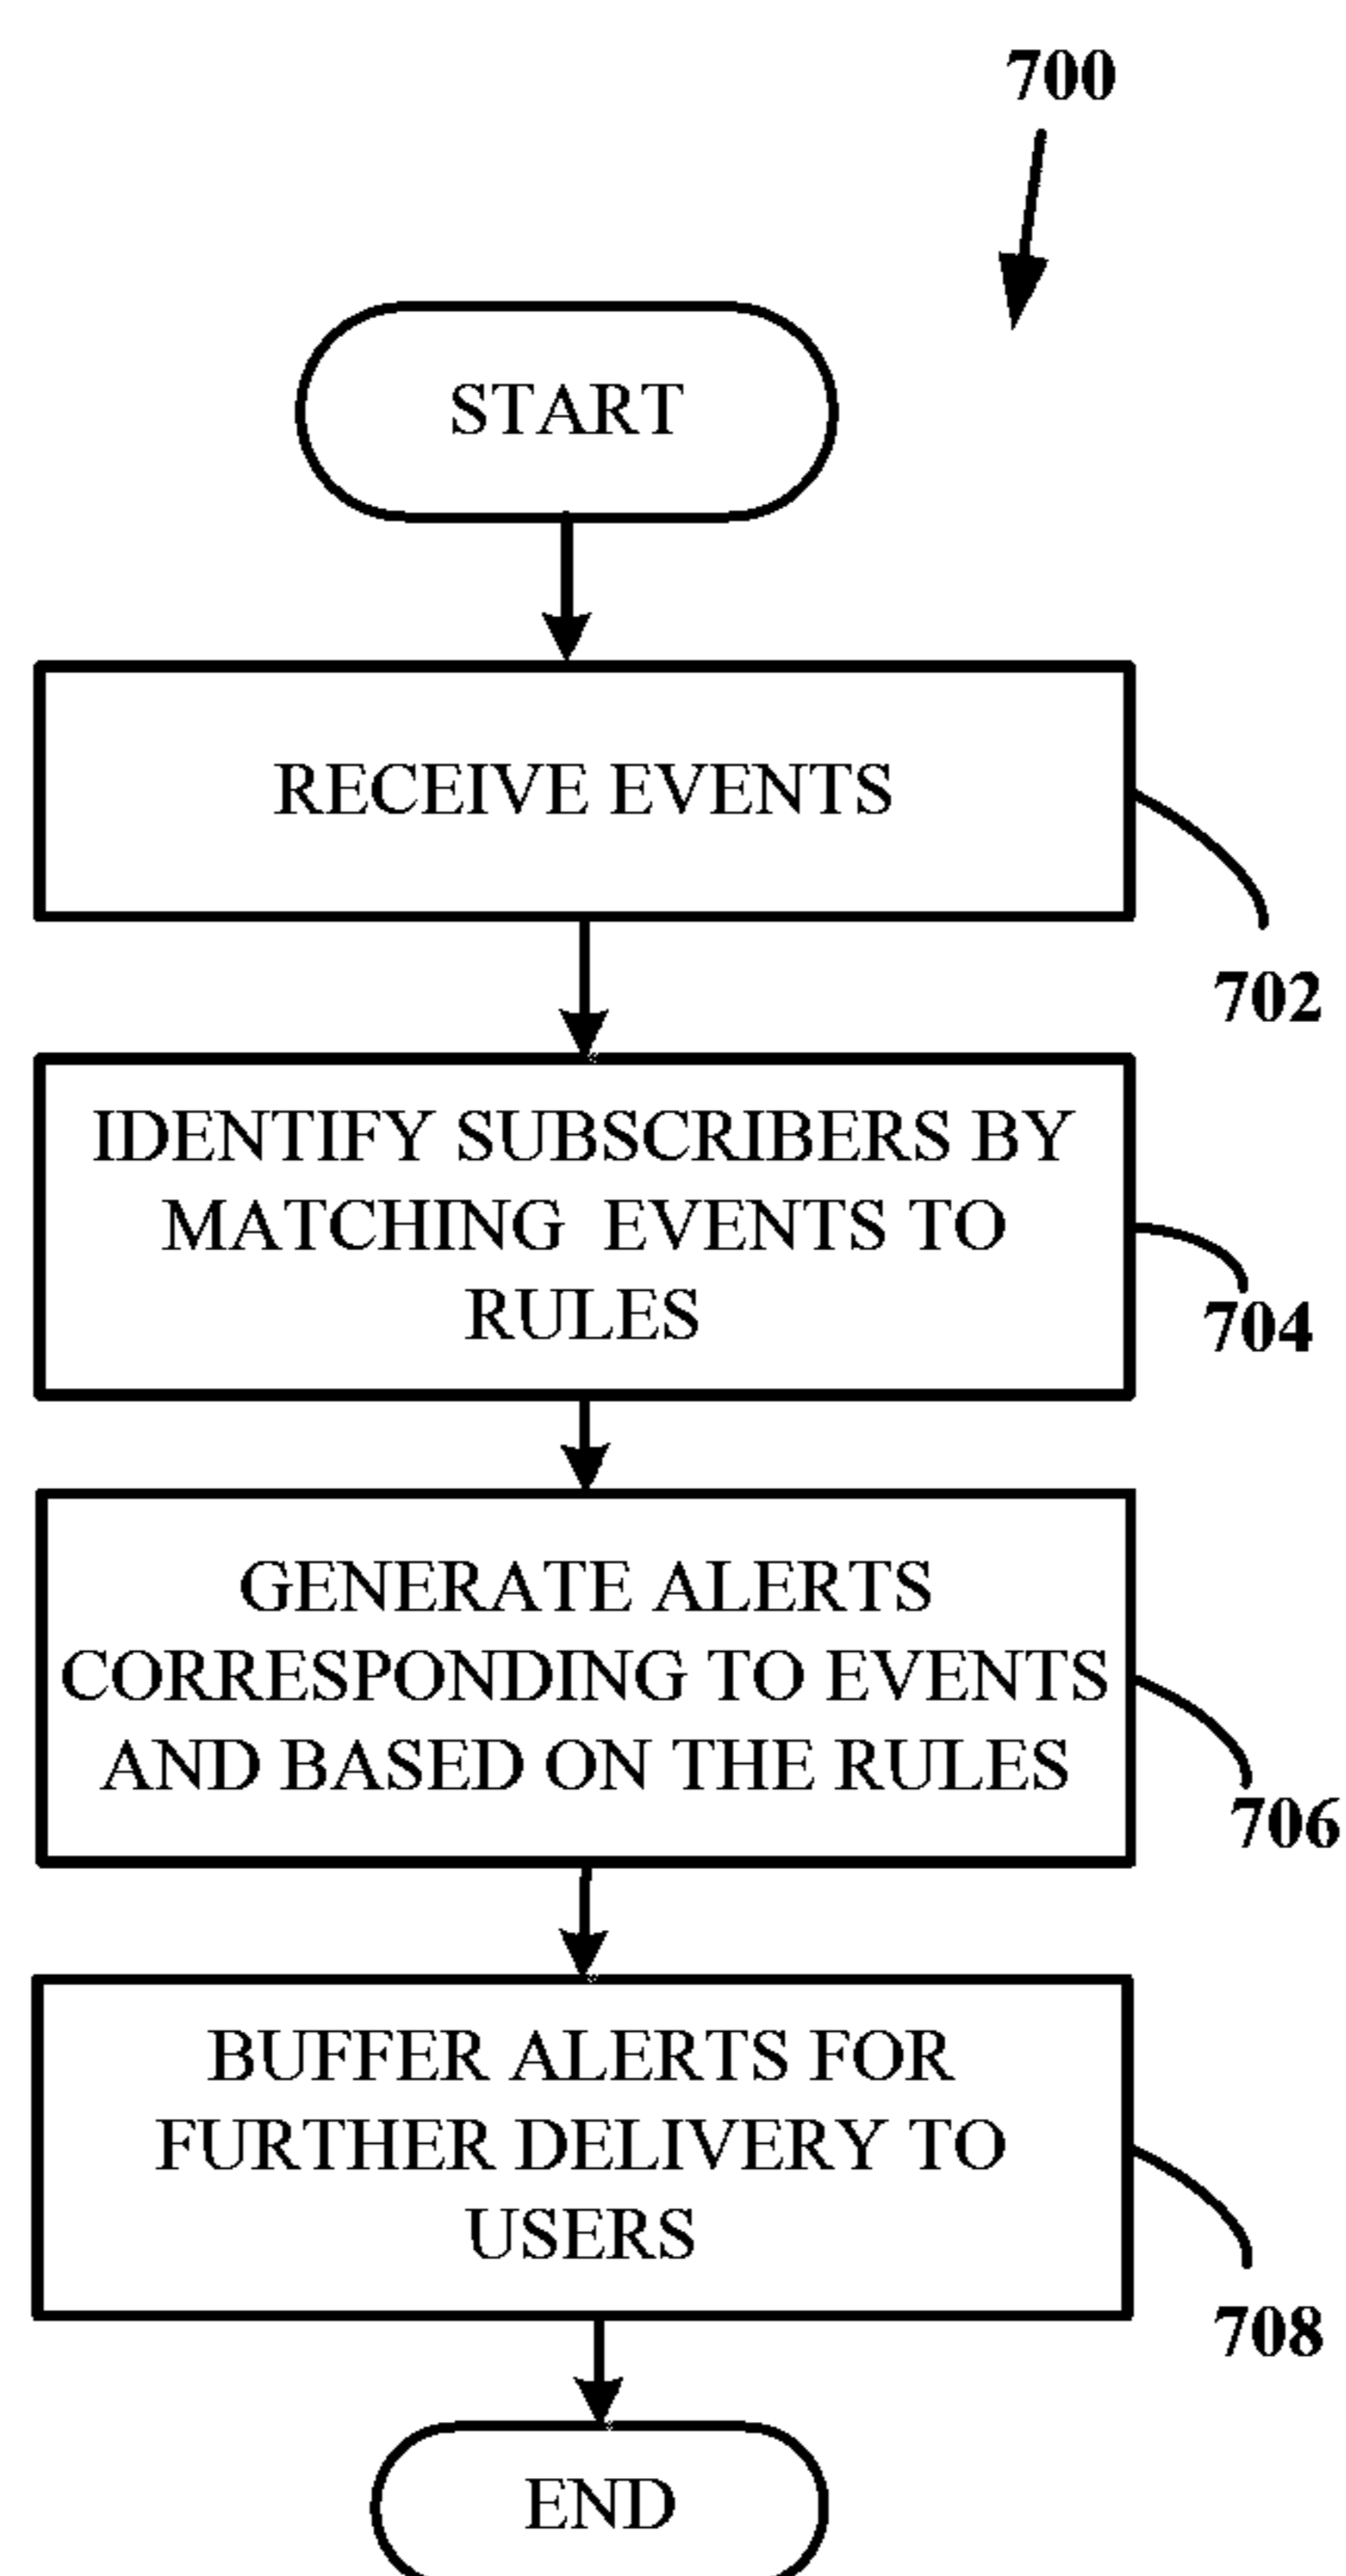 700
START
RECEIVE EVENTS
702
IDENTIFY SUBSCRIBERS BY
MATCHING EVENTS TO
RULES
704
GENERATE ALERTS
CORRESPONDING TO EVENTS
AND BASED ON THE RULES
706
BUFFER ALERTS FOR
FURTHER DELIVERY TO
USERS
708
END